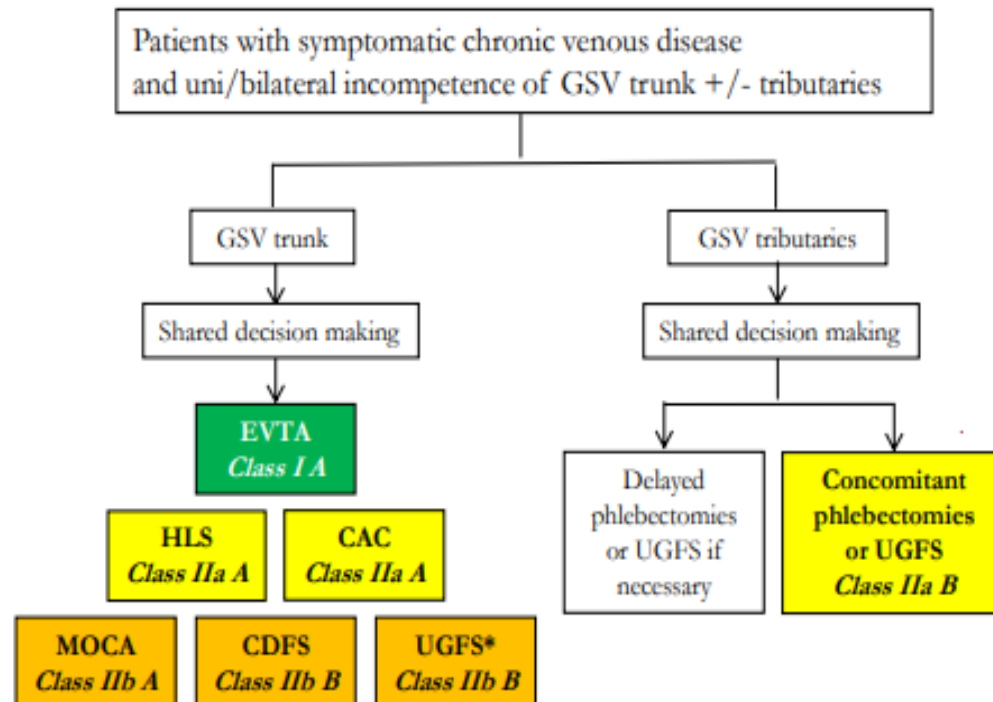 Patients with symptomatic chronic venous disease
and uni/bilateral incompetence of GSV trunk +/- tributaries
GSV trunk
GSV tributaries
Shared decision making
Shared decision making
EVTA
Class I A
HLS
Class IIa A
CAC
Class IIa A
MOCA
Class IIb A
CDFS
Class IIb B
UGFS*
Class IIb B
Delayed
phlebectomies
or UGFS if
necessary
Concomitant
phlebectomies
or UGFS
Class IIa B